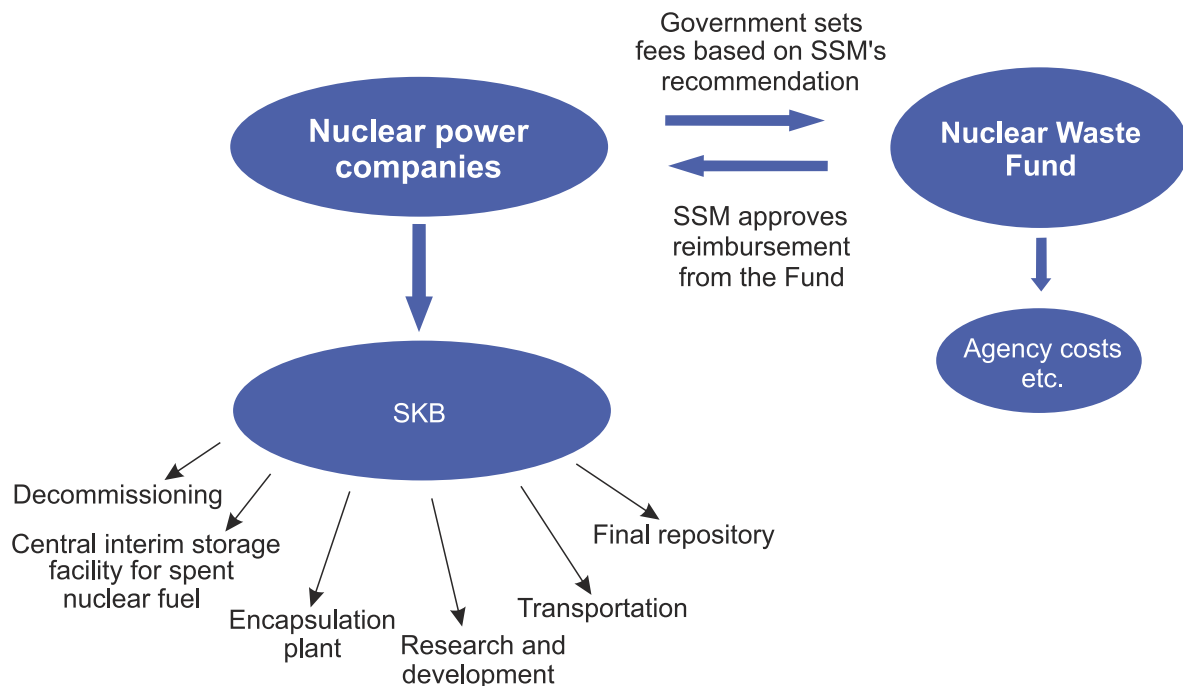 Government sets
fees based on SSM's
recommendation
Nuclear power
companies
Nuclear Waste
Fund
SSM approves
reimbursement
from the Fund
Agency costs
etc.
SKB
Decommissioning
Central interim storage
facility for spent
nuclear fuel
Encapsulation
plant
Research and
development
Transportation
Final repository